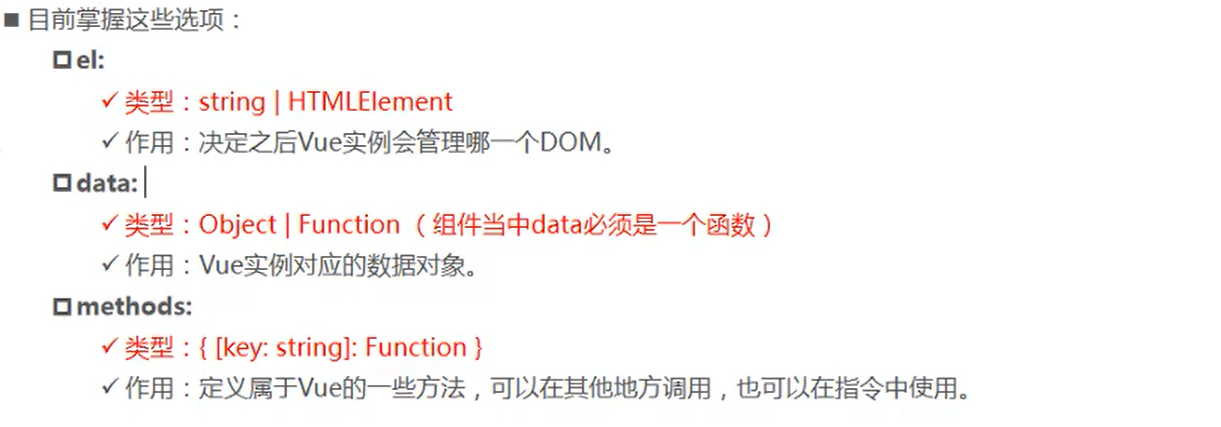 ■ 目前掌握这些选项：
el:
✓ 类型：string | HTMLElement
✓ 作用：决定之后Vue实例会管理哪一个DOM。
data:
✓ 类型：Object | Function （组件当中data必须是一个函数）
✓ 作用：Vue实例对应的数据对象。
methods:
✓ 类型：{ [key: string]: Function }
✓ 作用：定义属于Vue的一些方法，可以在其他地方调用，也可以在指令中使用。